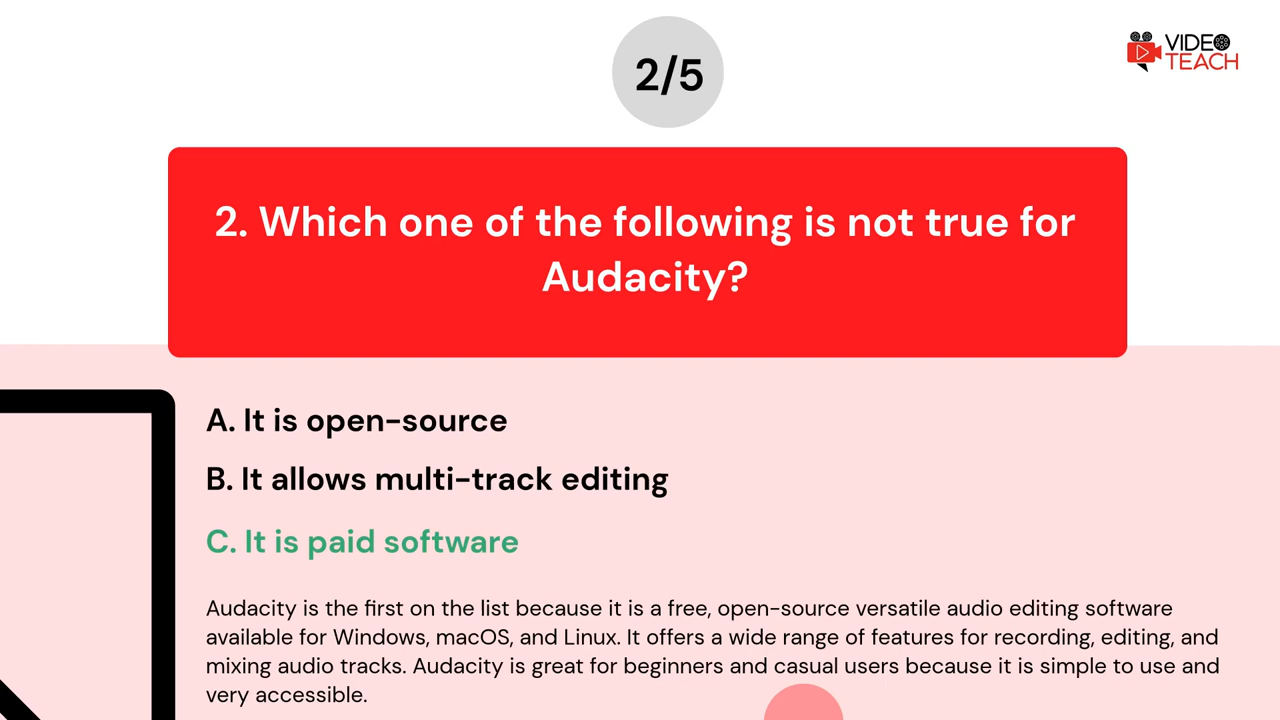 2/5
VIDEO
TEACH
2. Which one of the following is not true for
Audacity?
A. It is open-source
B. It allows multi-track editing
C. It is paid software
Audacity is the first on the list because it is a free, open-source versatile audio editing software
available for Windows, macOS, and Linux. It offers a wide range of features for recording, editing, and
mixing audio tracks. Audacity is great for beginners and casual users because it is simple to use and
very accessible.